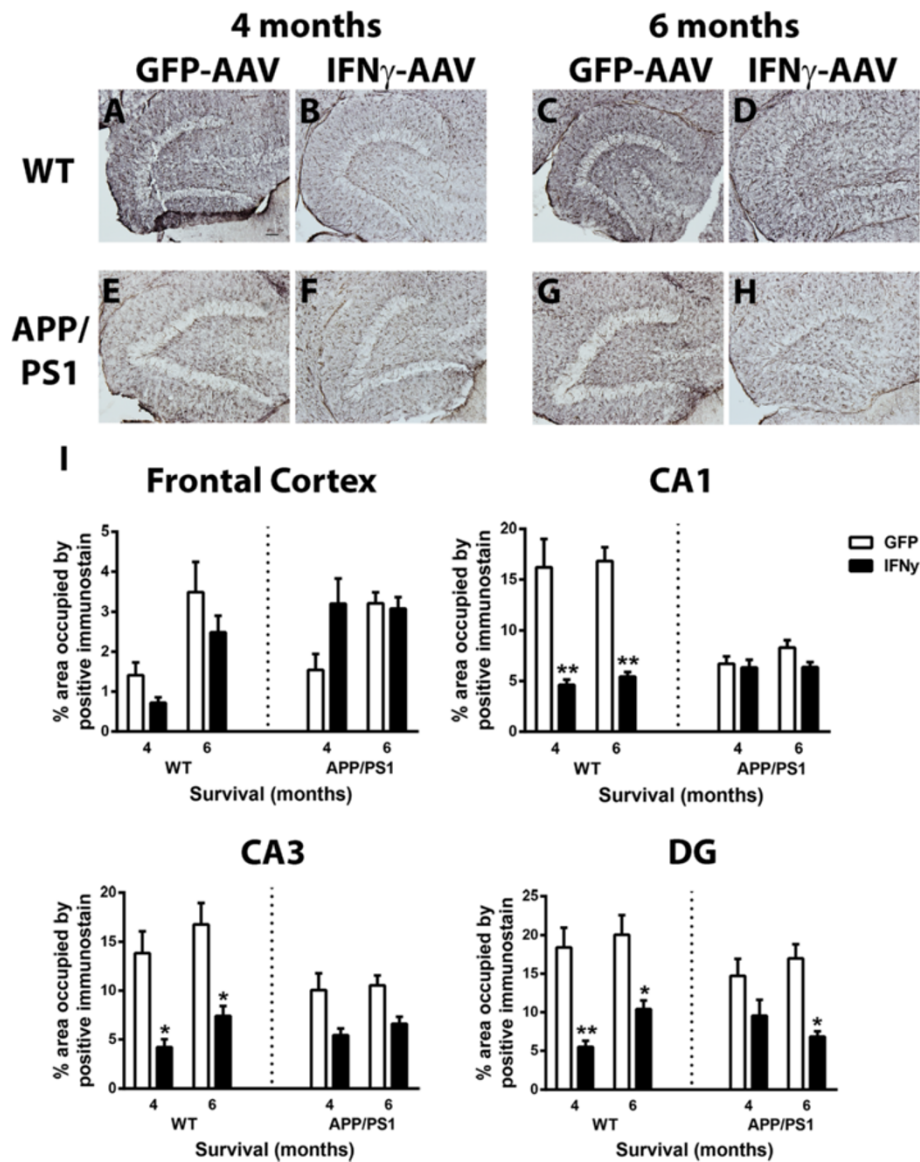 4 months 6 months
GFP-AAV IFNγ-AAV GFP-AAV IFNγ-AAV
WT
A B C D
APP/
PS1
E F G H
I
Frontal Cortex
% area occupied by
positive immunostain
5
4
3
2
1
0
4 6 4 6
WT APP/PS1
Survival (months)
CA1
% area occupied by
positive immunostain
20
15
10
5
0
** **
4 6 4 6
WT APP/PS1
Survival (months)
GFP
IFNy
CA3
% area occupied by
positive immunostain
20
15
10
5
0
* *
4 6 4 6
WT APP/PS1
Survival (months)
DG
% area occupied by
positive immunostain
25
20
15
10
5
0
** * *
4 6 4 6
WT APP/PS1
Survival (months)